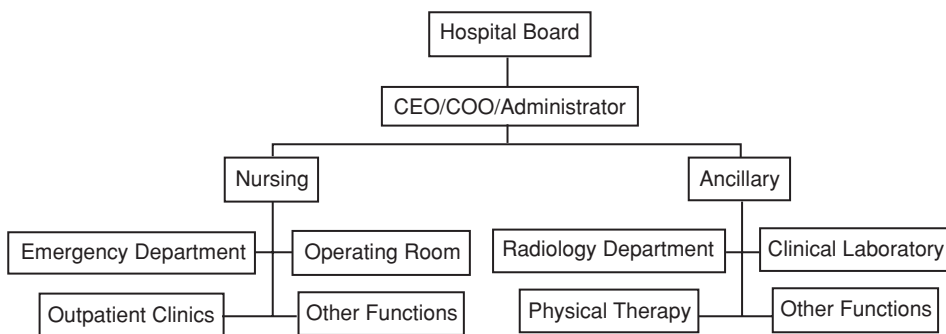 Hospital Board
CEO/COO/Administrator
Nursing
Ancillary
Emergency Department
Operating Room
Radiology Department
Clinical Laboratory
Outpatient Clinics
Other Functions
Physical Therapy
Other Functions